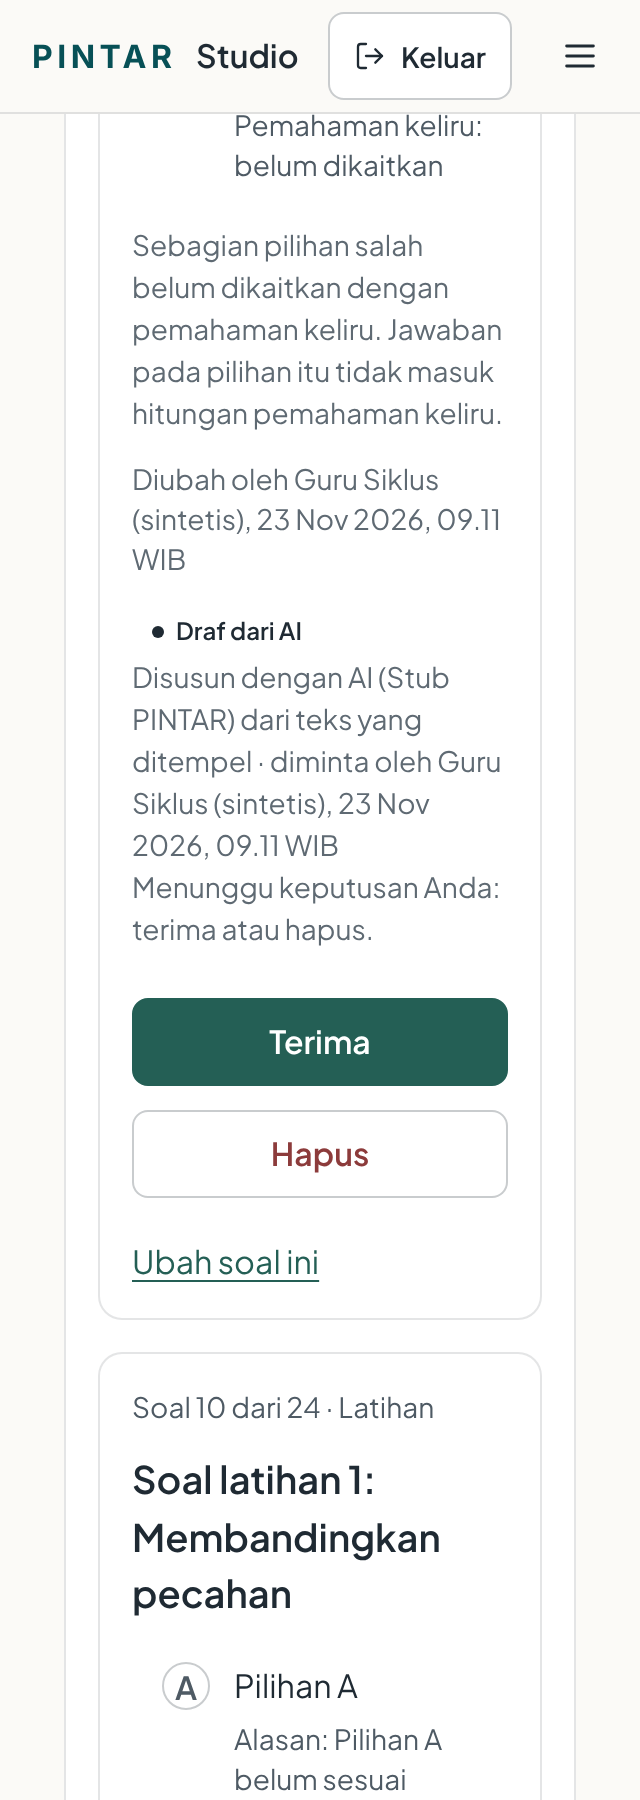 PINTAR Studio Keluar
Pemahaman keliru:
belum dikaitkan
Sebagian pilihan salah
belum dikaitkan dengan
pemahaman keliru. Jawaban
pada pilihan itu tidak masuk
hitungan pemahaman keliru.
Diubah oleh Guru Siklus
(sintetis), 23 Nov 2026, 09.11
WIB
Draf dari AI
Disusun dengan AI (Stub
PINTAR) dari teks yang
ditempel · diminta oleh Guru
Siklus (sintetis), 23 Nov
2026, 09.11 WIB
Menunggu keputusan Anda:
terima atau hapus.
Terima
Hapus
Ubah soal ini
Soal 10 dari 24 · Latihan
Soal latihan 1:
Membandingkan
pecahan
A Pilihan A
Alasan: Pilihan A
belum sesuai